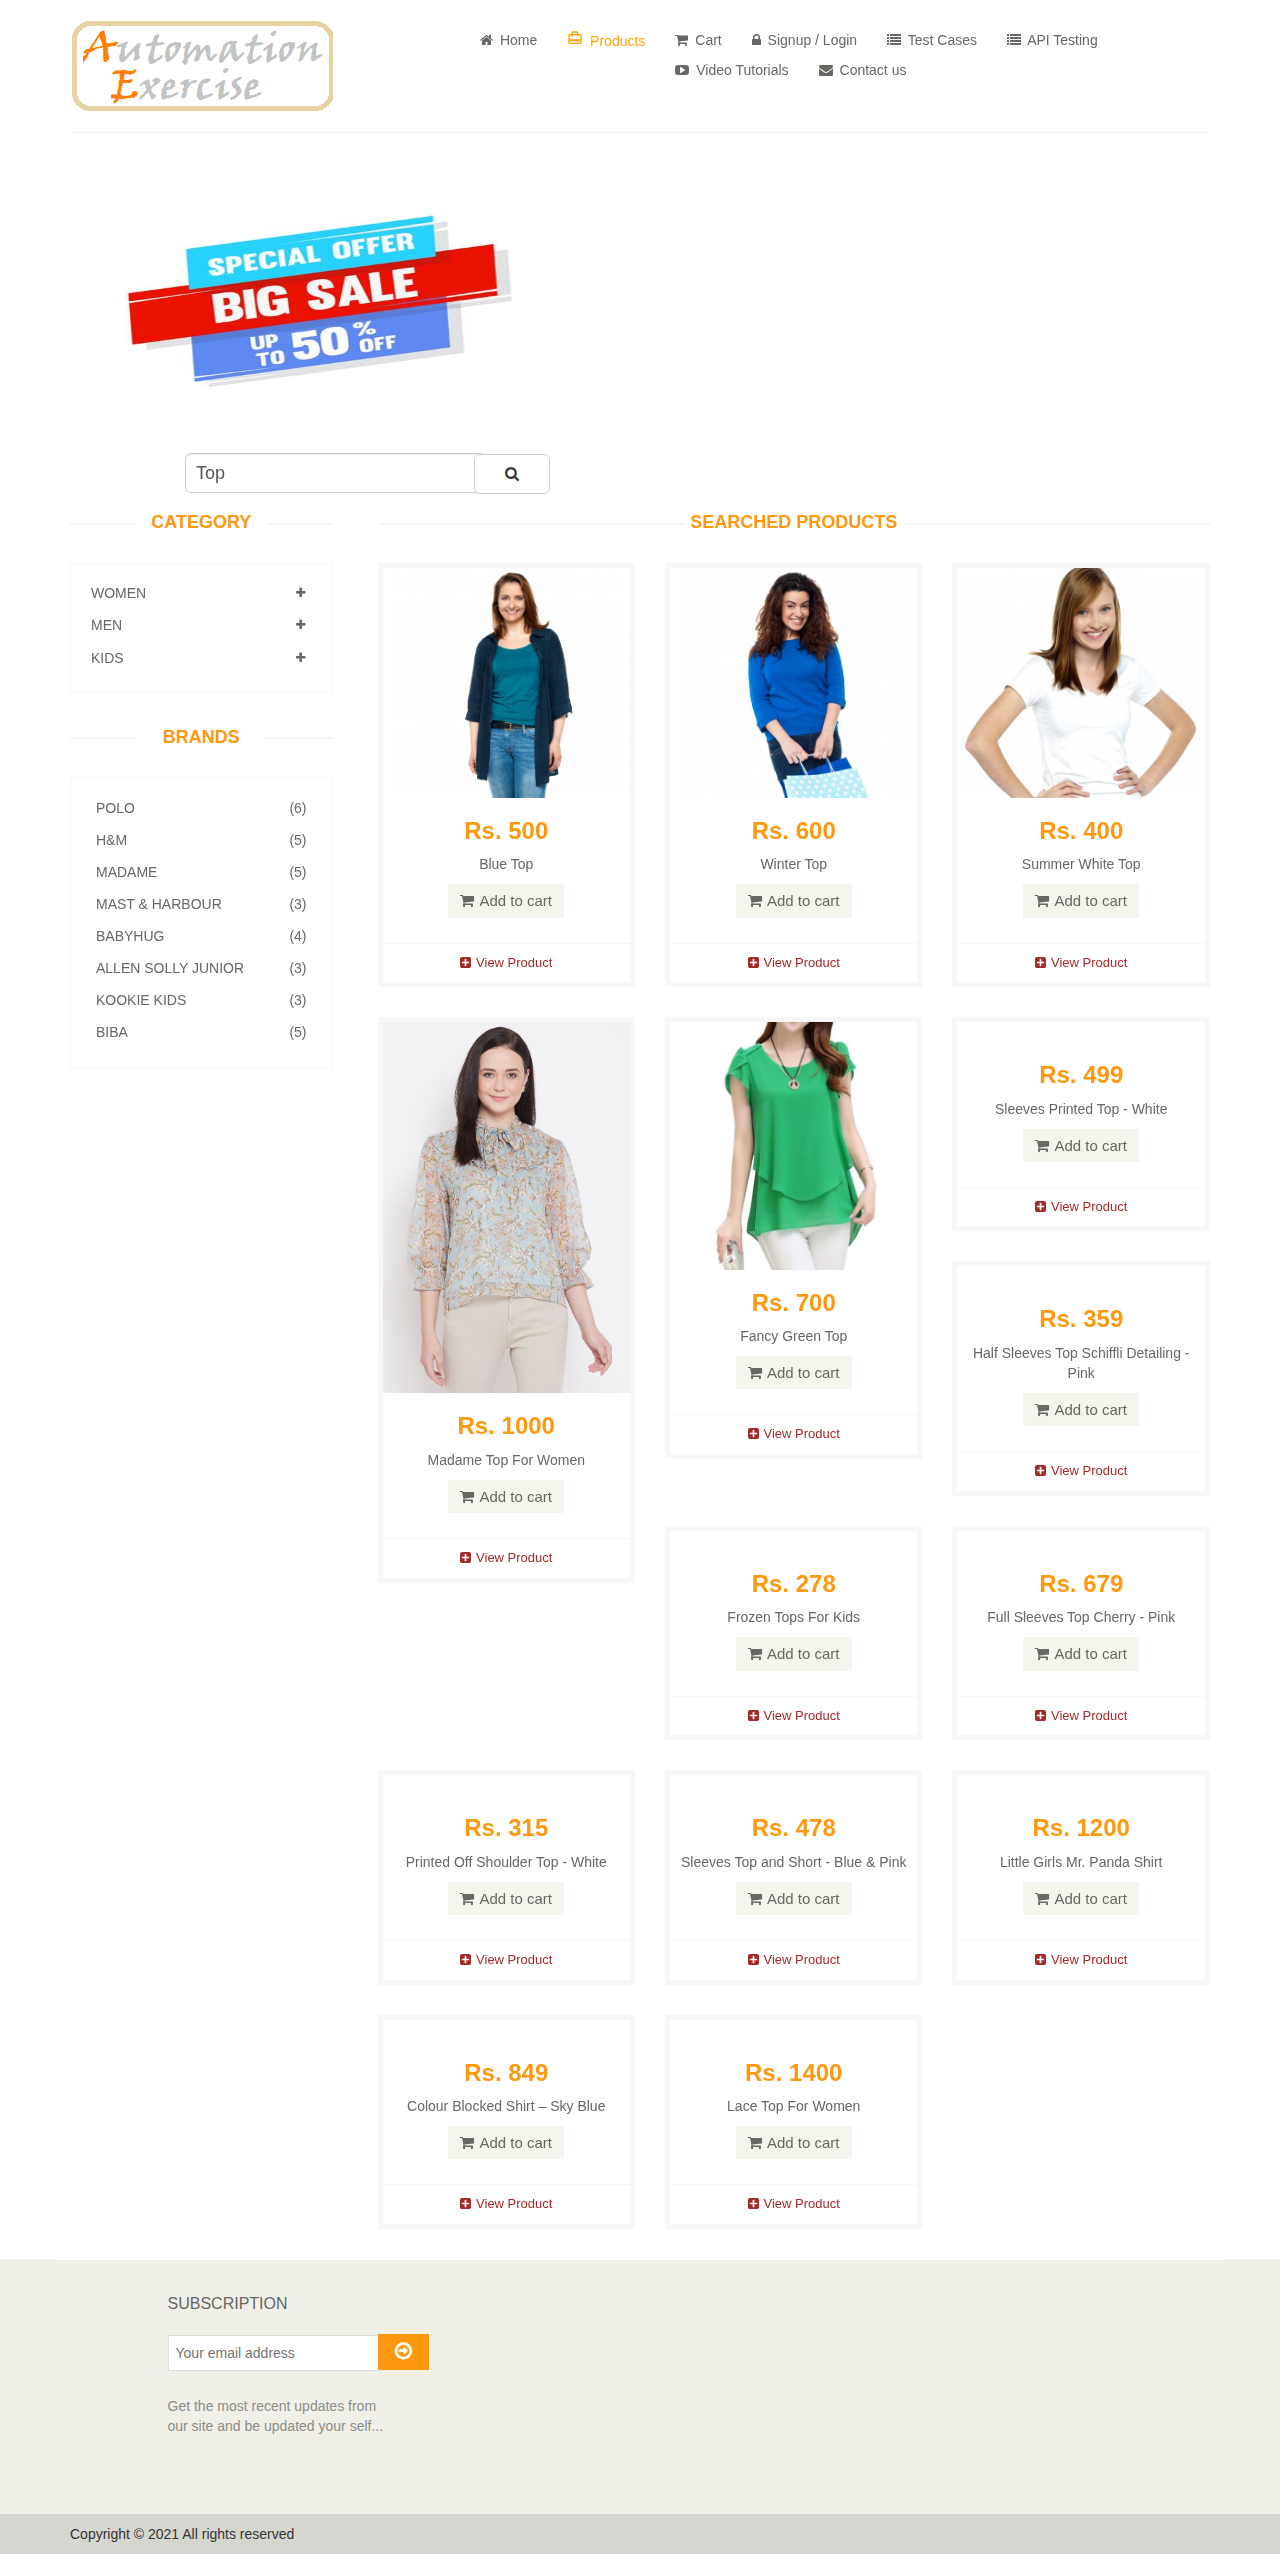 Automation
Exercise
Home
Products
Cart
Signup / Login
Test Cases
API Testing
Video Tutorials
Contact us
SPECIAL OFFER
BIG SALE
UP TO 50% OFF
Top
CATEGORY
WOMEN
MEN
KIDS
BRANDS
POLO (6)
H&M (5)
MADAME (5)
MAST & HARBOUR (3)
BABYHUG (4)
ALLEN SOLLY JUNIOR (3)
KOOKIE KIDS (3)
BIBA (5)
SEARCHED PRODUCTS
Rs. 500
Blue Top
Add to cart
View Product
Rs. 600
Winter Top
Add to cart
View Product
Rs. 400
Summer White Top
Add to cart
View Product
Rs. 1000
Madame Top For Women
Add to cart
View Product
Rs. 700
Fancy Green Top
Add to cart
View Product
Rs. 499
Sleeves Printed Top - White
Add to cart
View Product
Rs. 359
Half Sleeves Top Schiffli Detailing -
Pink
Add to cart
View Product
Rs. 278
Frozen Tops For Kids
Add to cart
View Product
Rs. 679
Full Sleeves Top Cherry - Pink
Add to cart
View Product
Rs. 315
Printed Off Shoulder Top - White
Add to cart
View Product
Rs. 478
Sleeves Top and Short - Blue & Pink
Add to cart
View Product
Rs. 1200
Little Girls Mr. Panda Shirt
Add to cart
View Product
Rs. 849
Colour Blocked Shirt – Sky Blue
Add to cart
View Product
Rs. 1400
Lace Top For Women
Add to cart
View Product
SUBSCRIPTION
Your email address
Get the most recent updates from
our site and be updated your self...
Copyright © 2021 All rights reserved